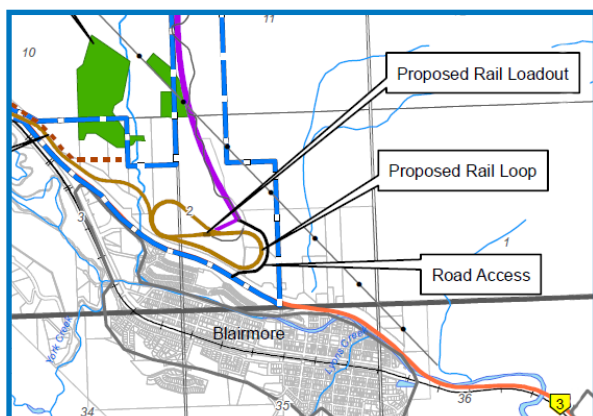 11
10
Proposed Rail Loadout
Proposed Rail Loop
2
3
1
Road Access
Blairmore
York Creek
Lyons Creek
36
3
35
34